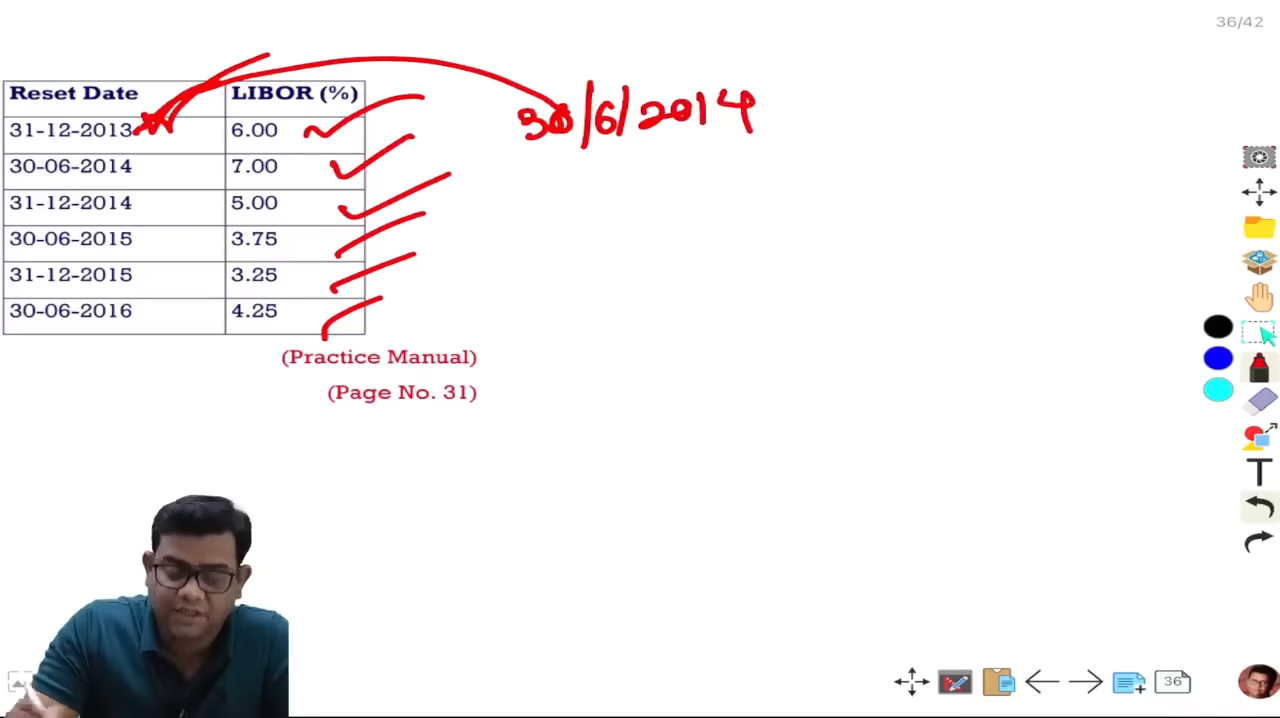 36/42
Reset Date LIBOR (%)
31-12-2013 6.00
30-06-2014 7.00
31-12-2014 5.00
30-06-2015 3.75
31-12-2015 3.25
30-06-2016 4.25
30/6/2014
(Practice Manual)
(Page No. 31)
T
36